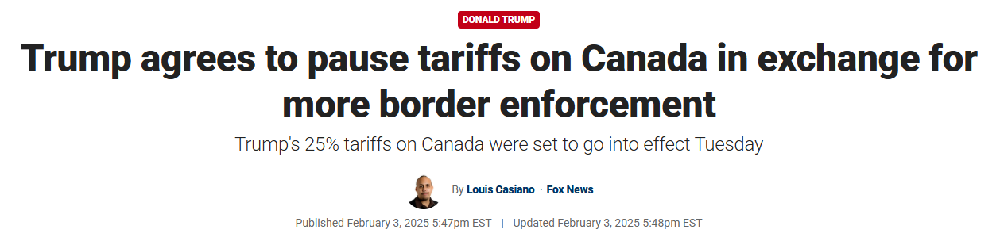 DONALD TRUMP
Trump agrees to pause tariffs on Canada in exchange for
more border enforcement
Trump's 25% tariffs on Canada were set to go into effect Tuesday
By Louis Casiano · Fox News
Published February 3, 2025 5:47pm EST | Updated February 3, 2025 5:48pm EST